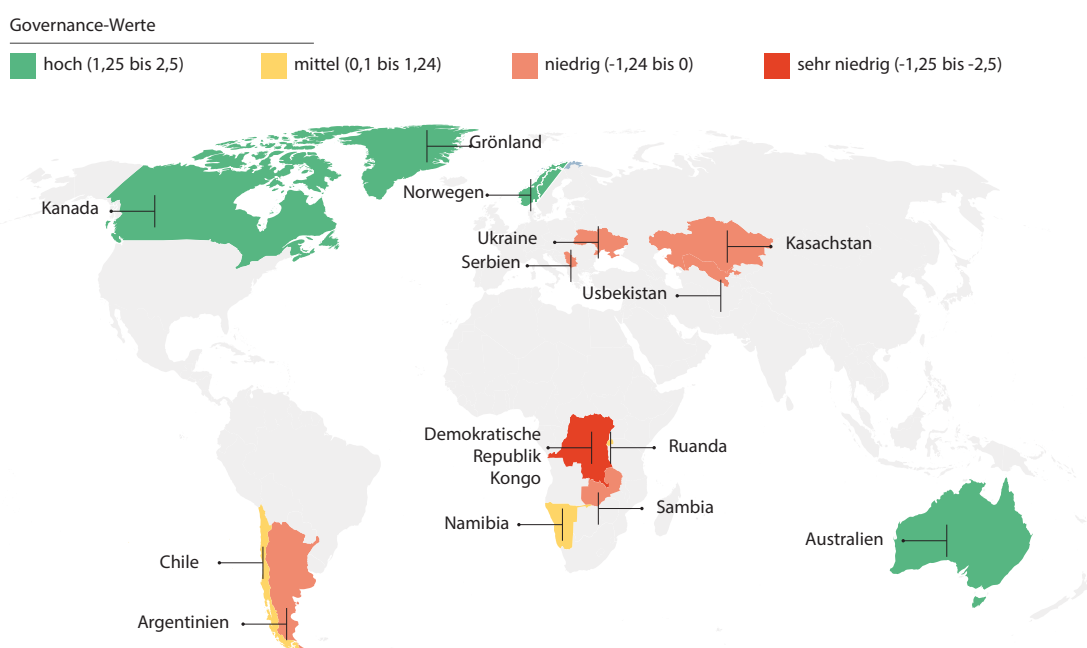 Governance-Werte
hoch (1,25 bis 2,5)
mittel (0,1 bis 1,24)
niedrig (-1,24 bis 0)
sehr niedrig (-1,25 bis -2,5)
Grönland
Norwegen
Kanada
Ukraine
Kasachstan
Serbien
Usbekistan
Demokratische
Republik
Kongo
Ruanda
Sambia
Namibia
Australien
Chile
Argentinien